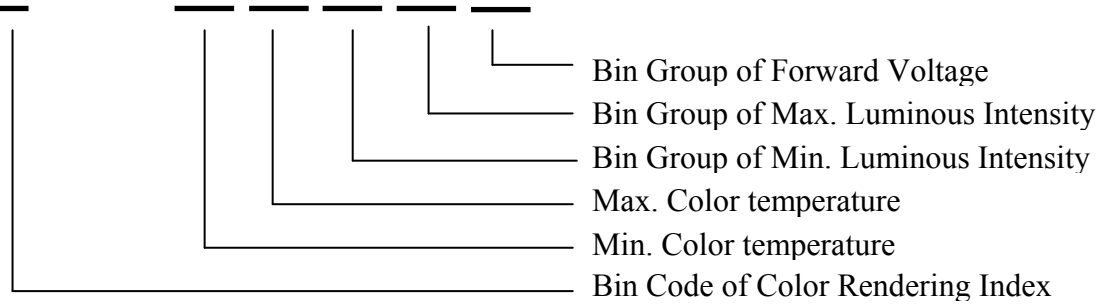 Bin Group of Forward Voltage
Bin Group of Max. Luminous Intensity
Bin Group of Min. Luminous Intensity
Max. Color temperature
Min. Color temperature
Bin Code of Color Rendering Index